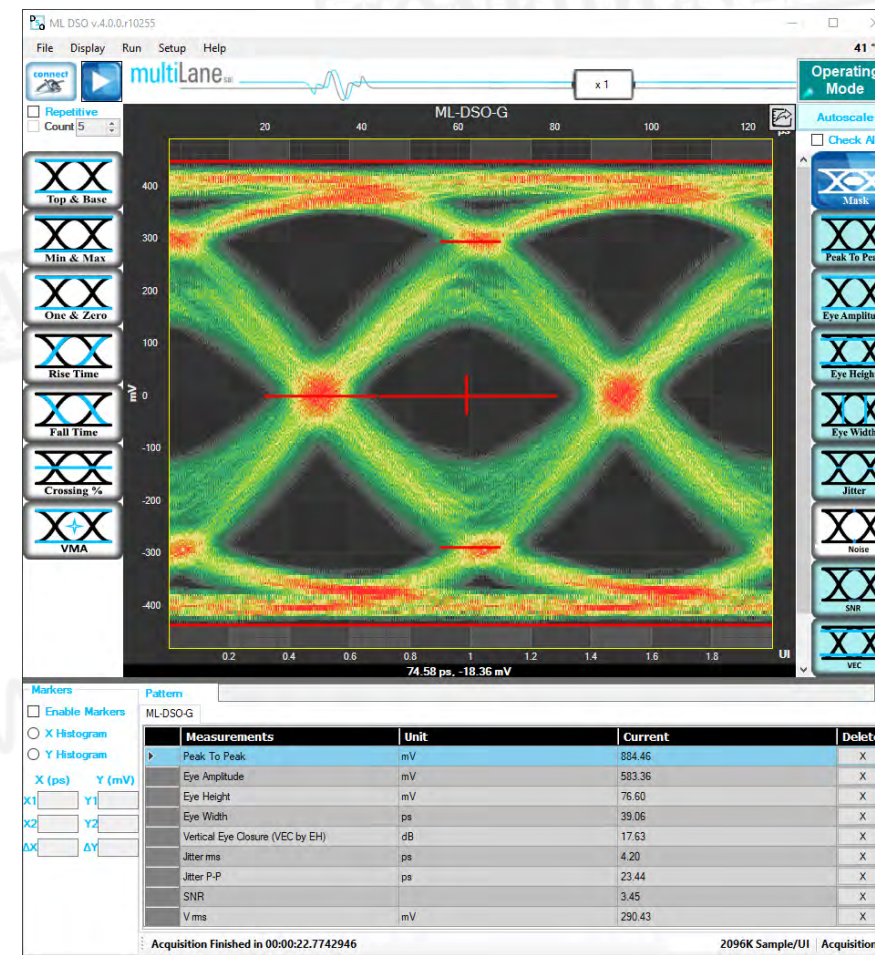 ML DSO v.4.0.0.r10255
File Display Run Setup Help
41 °
connect
multiLane sal
x 1
Operating Mode
Repetitive
Count 5
Autoscale
Check Al
ML-DSO-G
20 40 60 80 100 120 ps
Top & Base
Min & Max
One & Zero
Rise Time
Fall Time
Crossing %
VMA
400
300
200
100
mV 0
-100
-200
-300
-400
0.2 0.4 0.6 0.8 1 1.2 1.4 1.6 1.8 UI
74.58 ps, -18.36 mV
Mask
Peak To Pea
Eye Amplitu
Eye Heigh
Eye Width
Jitter
Noise
SNR
VEC
Markers
Enable Markers
X Histogram
Y Histogram
X (ps) Y (mV)
X1 Y1
X2 Y2
ΔX ΔY
Pattern
ML-DSO-G
Measurements Unit Current Delete
Peak To Peak mV 884.46 X
Eye Amplitude mV 583.36 X
Eye Height mV 76.60 X
Eye Width ps 39.06 X
Vertical Eye Closure (VEC by EH) dB 17.63 X
Jitter rms ps 4.20 X
Jitter P-P ps 23.44 X
SNR 3.45 X
V rms mV 290.43 X
Acquisition Finished in 00:00:22.7742946
2096K Sample/UI Acquisition